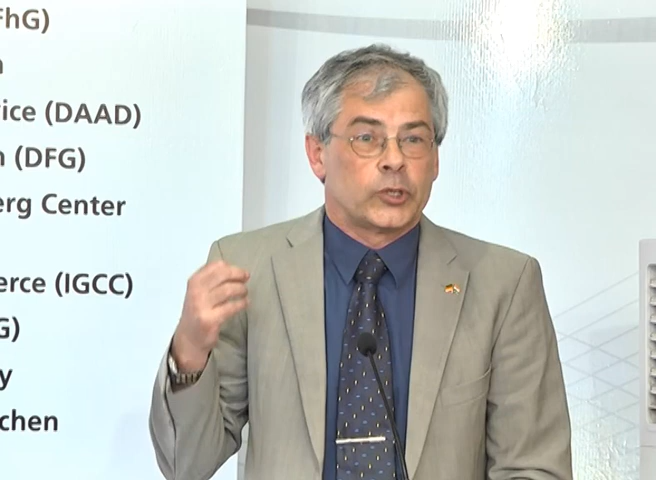 FhG)
n
ice (DAAD)
n (DFG)
erg Center
erce (IGCC)
G)
y
chen